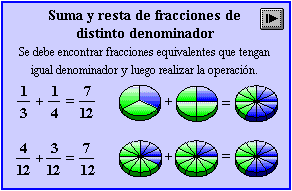 Suma y resta de fracciones de
distinto denominador
Se debe encontrar fracciones equivalentes que tengan
igual denominador y luego realizar la operación.
1/3 + 1/4 = 7/12
+ =
4/12 + 3/12 = 7/12
+ =